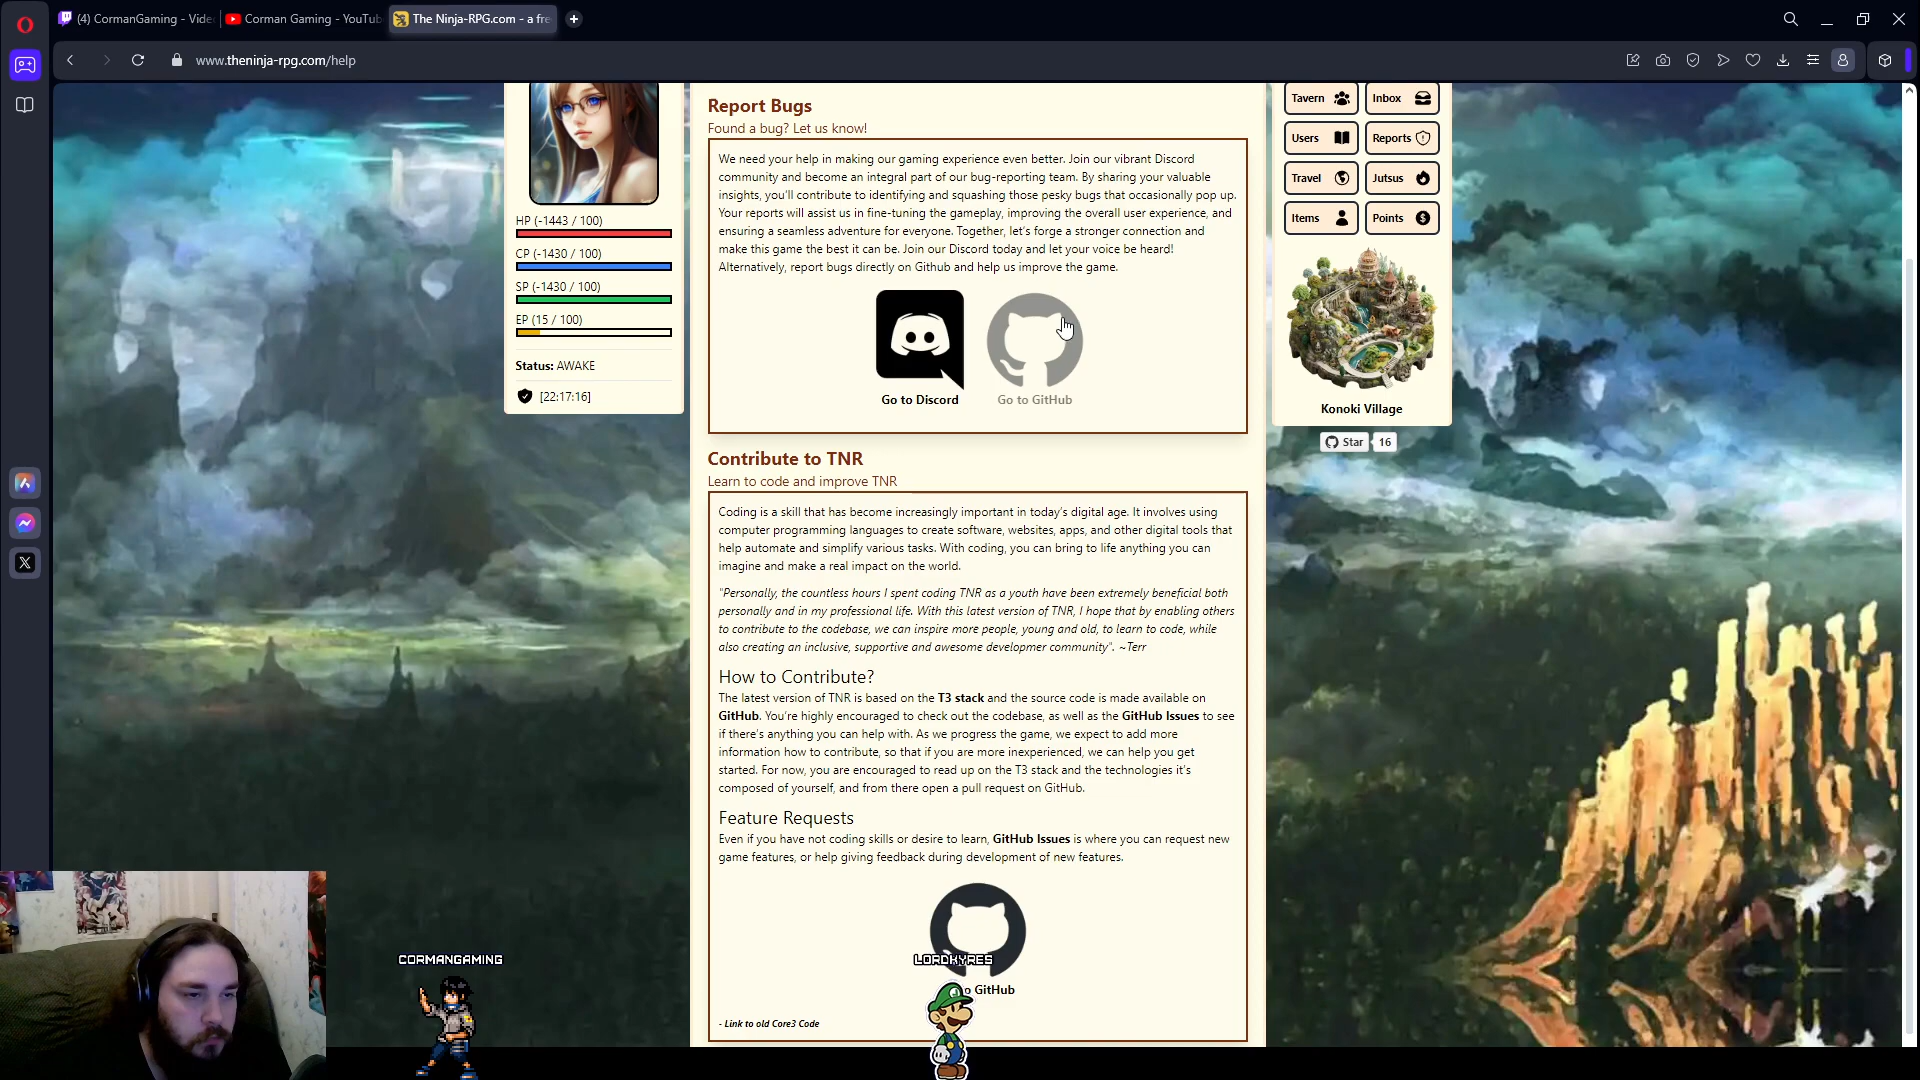 (4) CormanGaming - Vide
Corman Gaming - YouTub
The Ninja-RPG.com - a fre
www.theninja-rpg.com/help
HP (-1443 / 100)
CP (-1430 / 100)
SP (-1430 / 100)
EP (15 / 100)
Status: AWAKE
[22:17:16]
Report Bugs
Found a bug? Let us know!
We need your help in making our gaming experience even better. Join our vibrant Discord
community and become an integral part of our bug-reporting team. By sharing your valuable
insights, you'll contribute to identifying and squashing those pesky bugs that occasionally pop up.
Your reports will assist us in fine-tuning the gameplay, improving the overall user experience, and
ensuring a seamless adventure for everyone. Together, let's forge a stronger connection and
make this game the best it can be. Join our Discord today and let your voice be heard!
Alternatively, report bugs directly on Github and help us improve the game.
Go to Discord
Go to GitHub
Contribute to TNR
Learn to code and improve TNR
Coding is a skill that has become increasingly important in today's digital age. It involves using
computer programming languages to create software, websites, apps, and other digital tools that
help automate and simplify various tasks. With coding, you can bring to life anything you can
imagine and make a real impact on the world.
"Personally, the countless hours I spent coding TNR as a youth have been extremely beneficial both
personally and in my professional life. With this latest version of TNR, I hope that by enabling others
to contribute to the codebase, we can inspire more people, young and old, to learn to code, while
also creating an inclusive, supportive and awesome developmer community". ~Terr
How to Contribute?
The latest version of TNR is based on the T3 stack and the source code is made available on
GitHub. You're highly encouraged to check out the codebase, as well as the GitHub Issues to see
if there's anything you can help with. As we progress the game, we expect to add more
information how to contribute, so that if you are more inexperienced, we can help you get
started. For now, you are encouraged to read up on the T3 stack and the technologies it's
composed of yourself, and from there open a pull request on GitHub.
Feature Requests
Even if you have not coding skills or desire to learn, GitHub Issues is where you can request new
game features, or help giving feedback during development of new features.
o GitHub
- Link to old Core3 Code
Tavern
Inbox
Users
Reports
Travel
Jutsus
Items
Points
Konoki Village
Star
16
CORMANGAMING
LORDKYRES